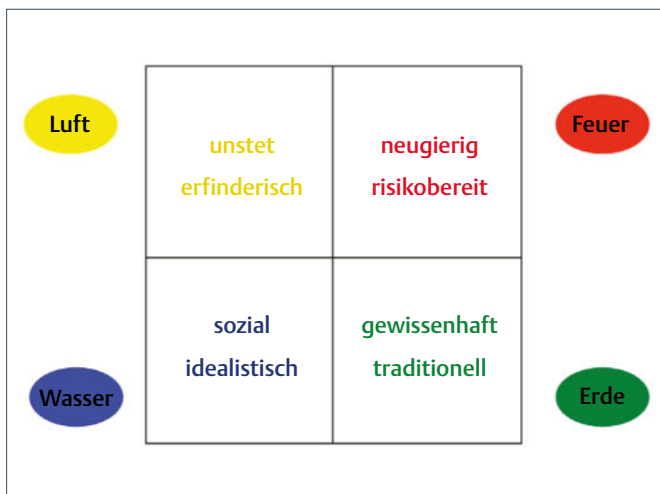 Luft
Feuer
unstet
erfinderisch
neugierig
risikobereit
sozial
idealistisch
gewissenhaft
traditionell
Wasser
Erde